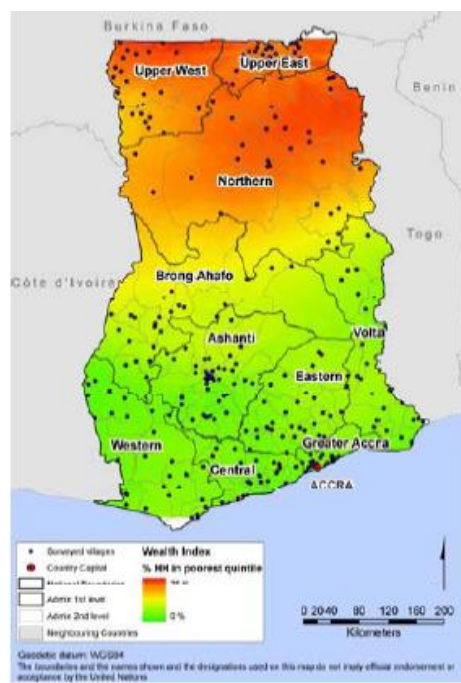 Burkina Faso
Upper West
Upper East
Benin
Northern
Togo
Côte d'Ivoire
Brong Ahafo
Ashanti
Volta
Eastern
Western
Greater Accra
Central
ACCRA
Surveyed villages
Country Capital
National Boundaries
Admin 1st level
Admin 2nd level
Neighbouring Countries
Wealth Index
% HH in poorest quintile
0 %
0 20 40 80 120 160 200
Kilometers
Geodetic datum: WGS84
The boundaries and the names shown and the designations used on this map do not imply official endorsement or
acceptance by the United Nations